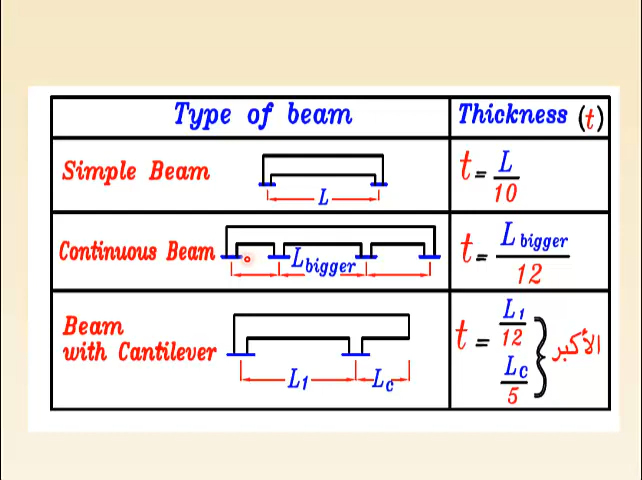 Type of beam
Thickness (t)
Simple Beam
L
t = L/10
Continuous Beam
L bigger
t = L bigger/12
Beam
with Cantilever
L1
Lc
t = L1/12
Lc/5
الأكبر